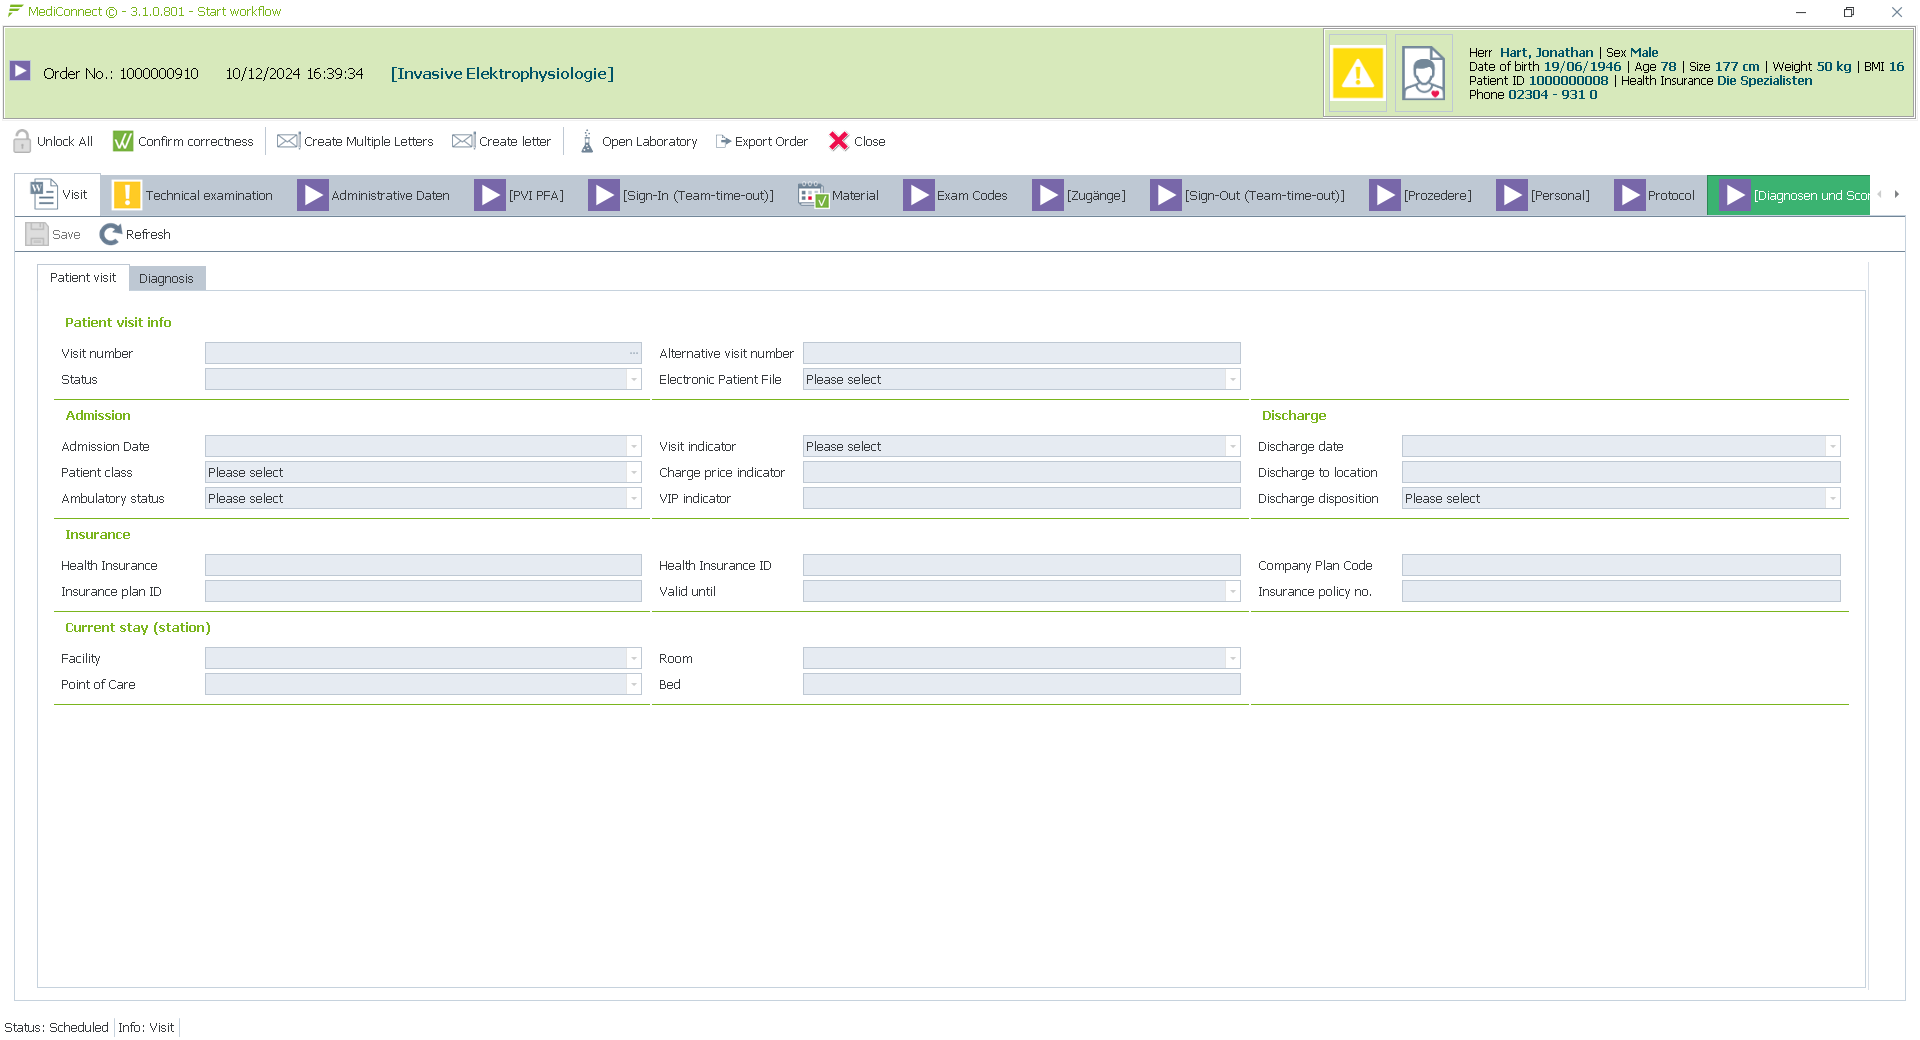 MediConnect © - 3.1.0.801 - Start workflow
Order No.: 1000000910 10/12/2024 16:39:34 [Invasive Elektrophysiologie]
Herr Hart, Jonathan | Sex Male
Date of birth 19/06/1946 | Age 78 | Size 177 cm | Weight 50 kg | BMI 16
Patient ID 1000000008 | Health Insurance Die Spezialisten
Phone 02304 - 931 0
Unlock All Confirm correctness Create Multiple Letters Create letter Open Laboratory Export Order Close
Visit Technical examination Administrative Daten [PVI PFA] [Sign-In (Team-time-out)] Material Exam Codes [Zugänge] [Sign-Out (Team-time-out)] [Prozedere] [Personal] Protocol [Diagnosen und Scor
Save Refresh
Patient visit Diagnosis
Patient visit info
Visit number ... Alternative visit number
Status Electronic Patient File Please select
Admission Discharge
Admission Date Visit indicator Please select Discharge date
Patient class Please select Charge price indicator Discharge to location
Ambulatory status Please select VIP indicator Discharge disposition Please select
Insurance
Health Insurance Health Insurance ID Company Plan Code
Insurance plan ID Valid until Insurance policy no.
Current stay (station)
Facility Room
Point of Care Bed
Status: Scheduled Info: Visit